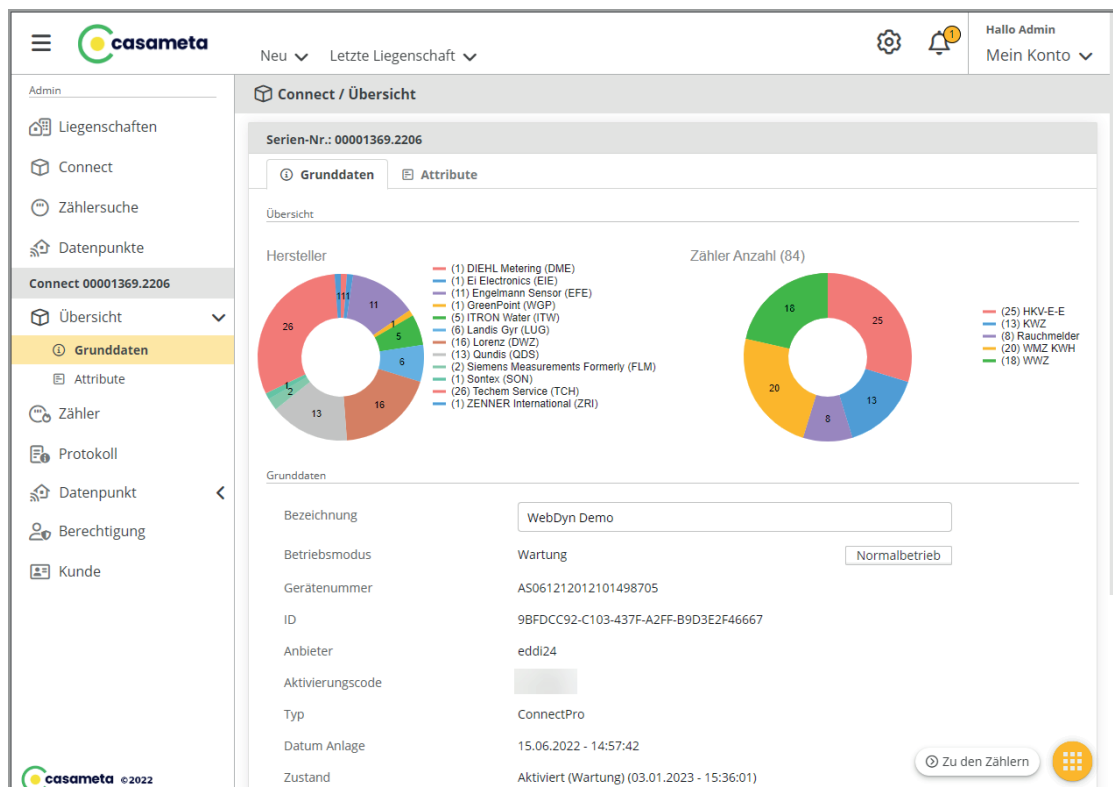 casameta
Neu
Letzte Liegenschaft
1
Hallo Admin
Mein Konto
Admin
Liegenschaften
Connect
Zählersuche
Datenpunkte
Connect 00001369.2206
Übersicht
Grunddaten
Attribute
Zähler
Protokoll
Datenpunkt
Berechtigung
Kunde
casameta ©2022
Connect / Übersicht
Serien-Nr.: 00001369.2206
Grunddaten
Attribute
Übersicht
Hersteller
1
1
1
11
1
5
6
16
13
2
1
26
(1) DIEHL Metering (DME)
(1) Ei Electronics (EIE)
(11) Engelmann Sensor (EFE)
(1) GreenPoint (WGP)
(5) ITRON Water (ITW)
(6) Landis Gyr (LUG)
(16) Lorenz (DWZ)
(13) Qundis (QDS)
(2) Siemens Measurements Formerly (FLM)
(1) Sontex (SON)
(26) Techem Service (TCH)
(1) ZENNER International (ZRI)
Zähler Anzahl (84)
25
13
8
20
18
(25) HKV-E-E
(13) KWZ
(8) Rauchmelder
(20) WMZ KWH
(18) WWZ
Grunddaten
Bezeichnung WebDyn Demo
Betriebsmodus Wartung Normalbetrieb
Gerätenummer AS061212012101498705
ID 9BFDCC92-C103-437F-A2FF-B9D3E2F46667
Anbieter eddi24
Aktivierungscode
Typ ConnectPro
Datum Anlage 15.06.2022 - 14:57:42
Zustand Aktiviert (Wartung) (03.01.2023 - 15:36:01)
Zu den Zählern